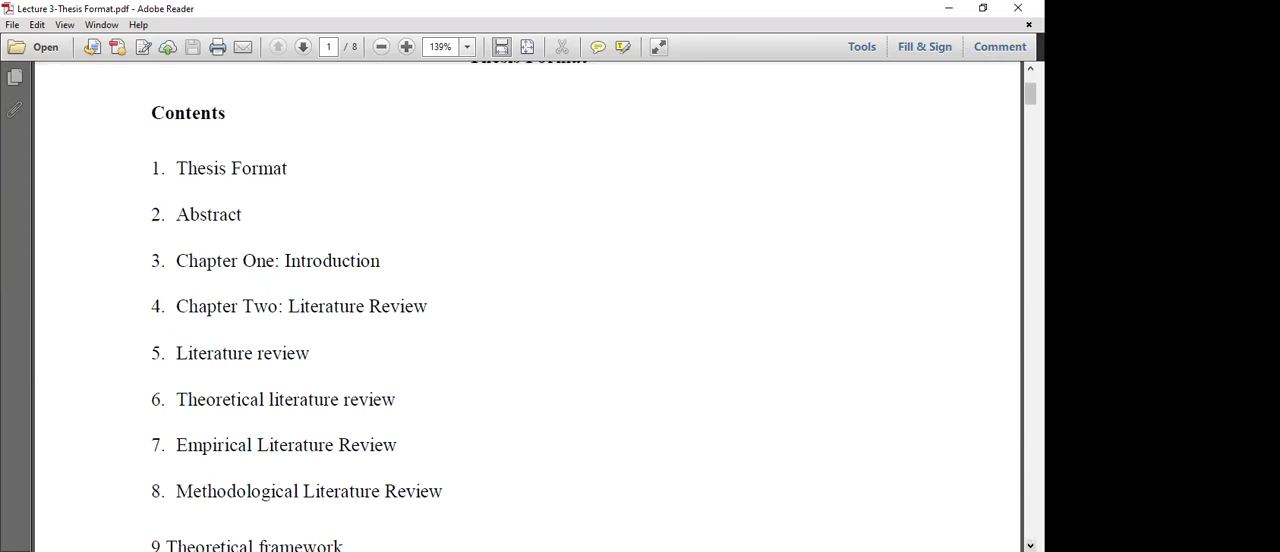 Lecture 3-Thesis Format.pdf - Adobe Reader
File Edit View Window Help
Open 1 / 8 139% Tools Fill & Sign Comment
Thesis Format
Contents
1. Thesis Format
2. Abstract
3. Chapter One: Introduction
4. Chapter Two: Literature Review
5. Literature review
6. Theoretical literature review
7. Empirical Literature Review
8. Methodological Literature Review
9 Theoretical framework